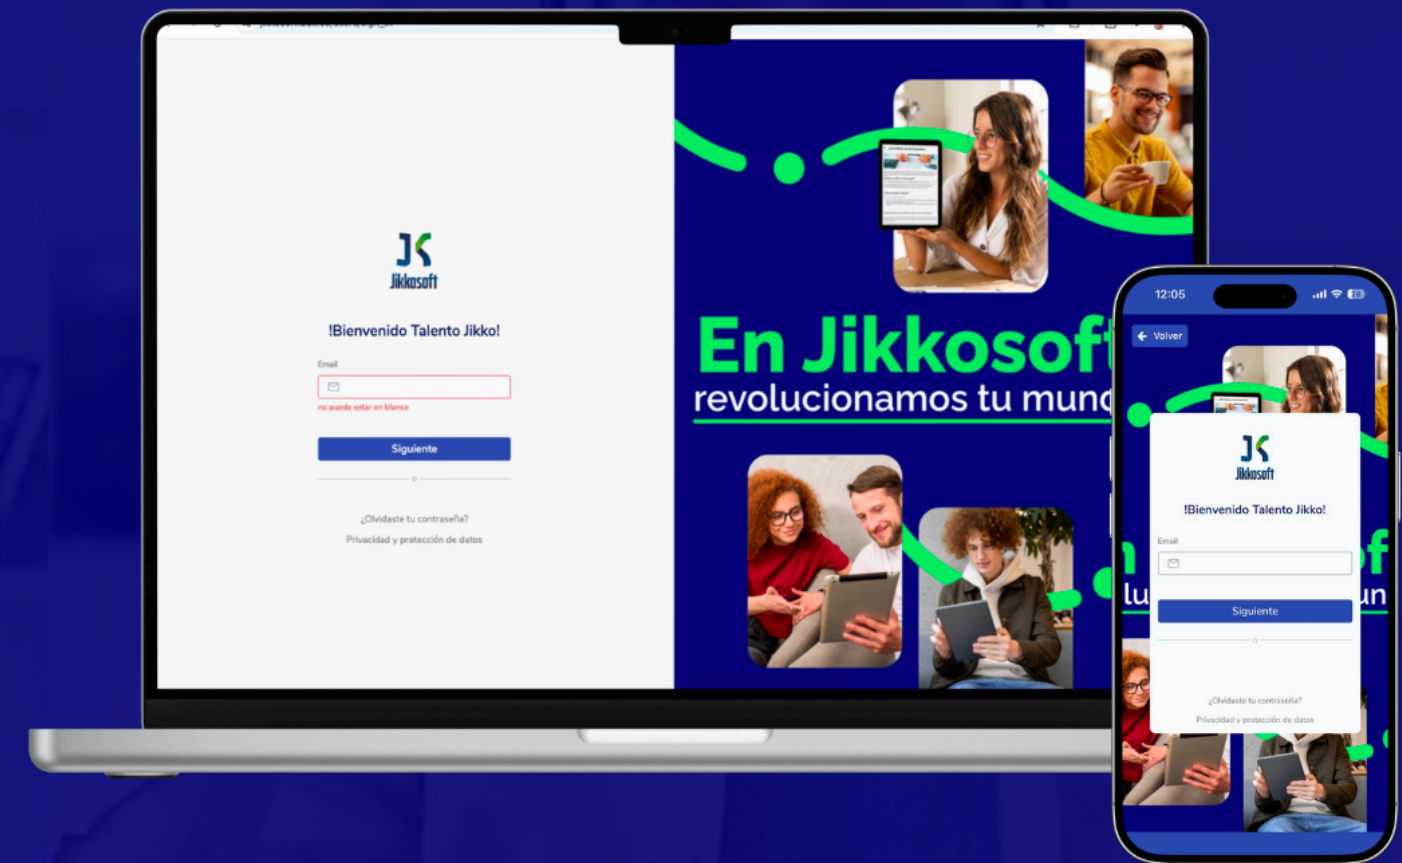 JK
Jikkosoft
!Bienvenido Talento Jikko!
Email
no puede estar en blanco
Siguiente
o
¿Olvidaste tu contraseña?
Privacidad y protección de datos
En Jikkosoft
revolucionamos tu mund
12:05
← Volver
JK
Jikkosoft
!Bienvenido Talento Jikko!
Email
Siguiente
o
¿Olvidaste tu contraseña?
Privacidad y protección de datos